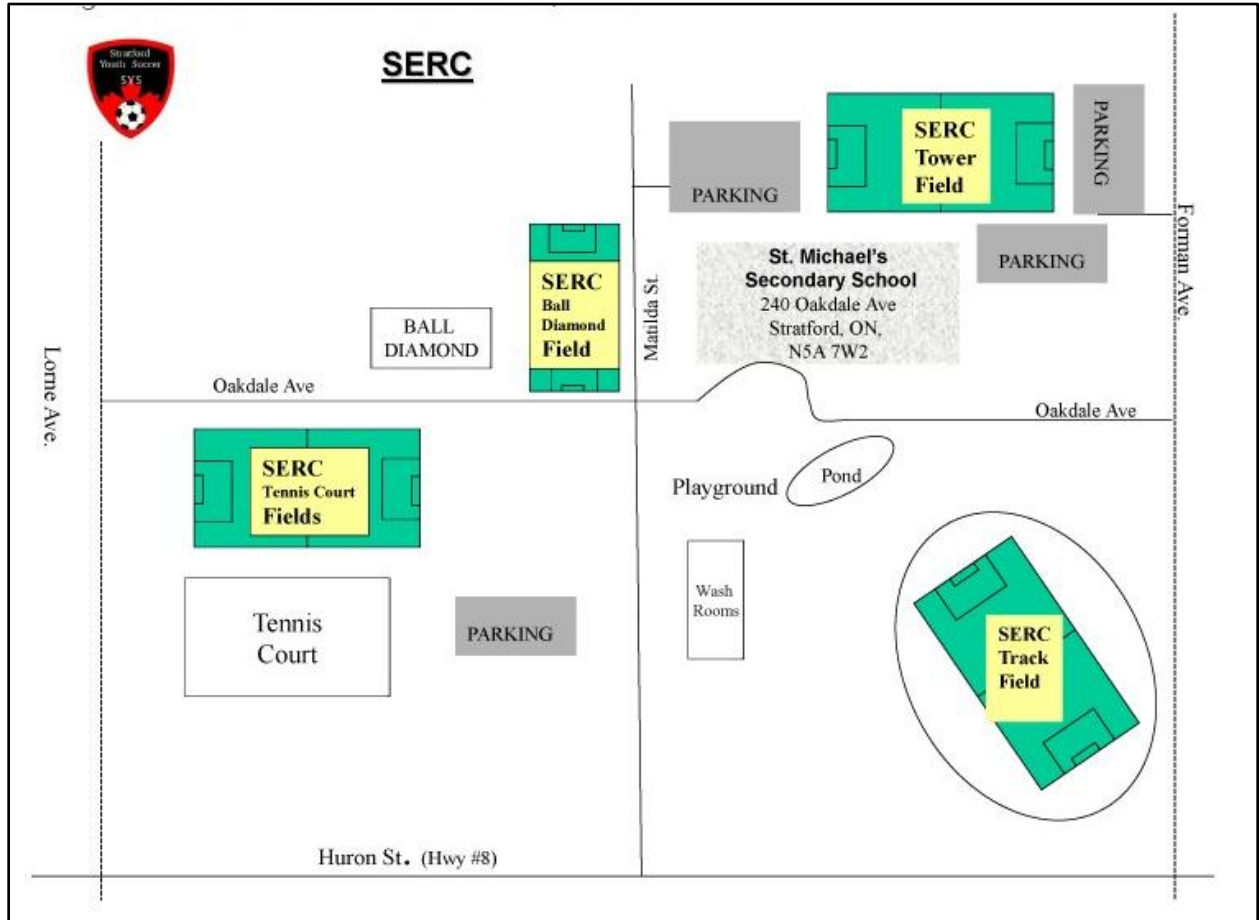 Stratford
Youth Soccer
SYS
SERC
PARKING
SERC
Tower
Field
PARKING
PARKING
Forman Ave.
St. Michael's
Secondary School
240 Oakdale Ave
Stratford, ON,
N5A 7W2
SERC
Ball
Diamond
Field
Matilda St.
BALL
DIAMOND
Lorne Ave.
Oakdale Ave
Oakdale Ave
SERC
Tennis Court
Fields
Playground
Pond
Wash
Rooms
Tennis
Court
PARKING
SERC
Track
Field
Huron St. (Hwy #8)